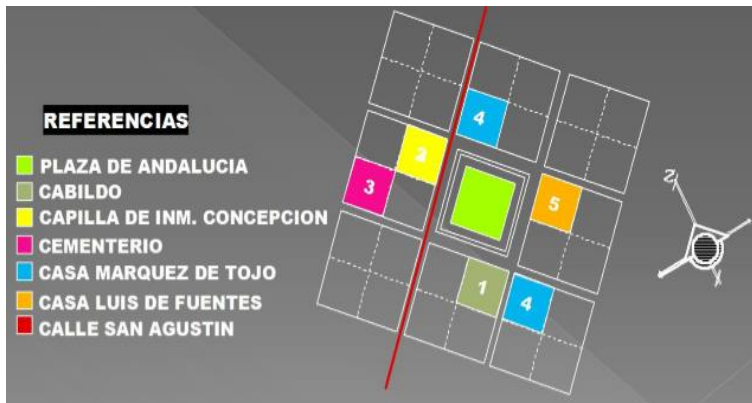 REFERENCIAS
PLAZA DE ANDALUCIA
CABILDO
CAPILLA DE INM. CONCEPCION
CEMENTERIO
CASA MARQUEZ DE TOJO
CASA LUIS DE FUENTES
CALLE SAN AGUSTIN
4
2
3
5
1
4